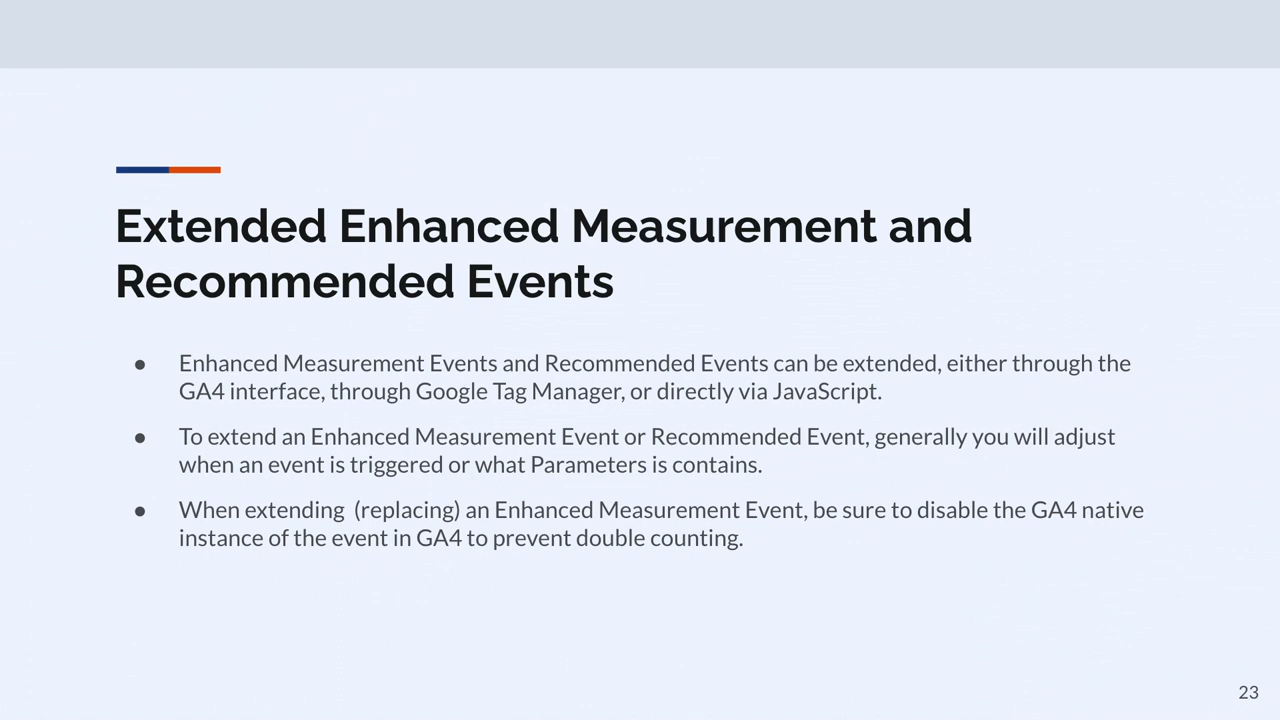 Extended Enhanced Measurement and
Recommended Events
● Enhanced Measurement Events and Recommended Events can be extended, either through the
GA4 interface, through Google Tag Manager, or directly via JavaScript.
● To extend an Enhanced Measurement Event or Recommended Event, generally you will adjust
when an event is triggered or what Parameters is contains.
● When extending  (replacing) an Enhanced Measurement Event, be sure to disable the GA4 native
instance of the event in GA4 to prevent double counting.
23